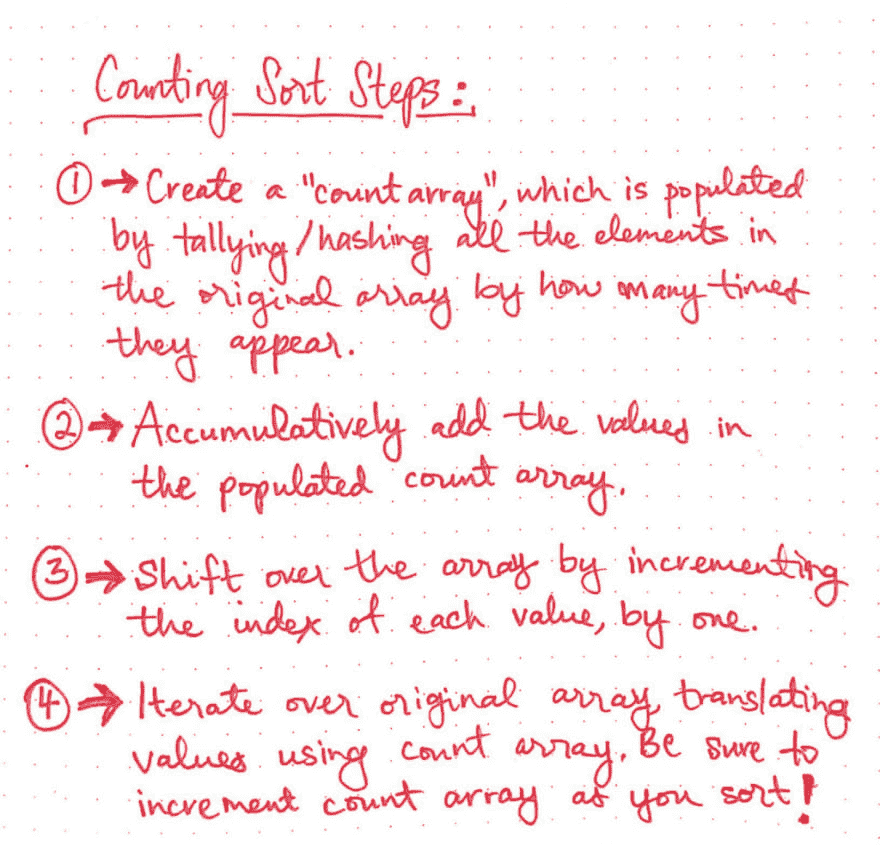 Counting Sort Steps:
① → Create a "count array", which is populated
by tallying/hashing all the elements in
the original array by how many times
they appear.
② → Accumulatively add the values in
the populated count array.
③ → Shift over the array by incrementing
the index of each value, by one.
④ → Iterate over original array, translating
values using count array. Be sure to
increment count array as you sort!